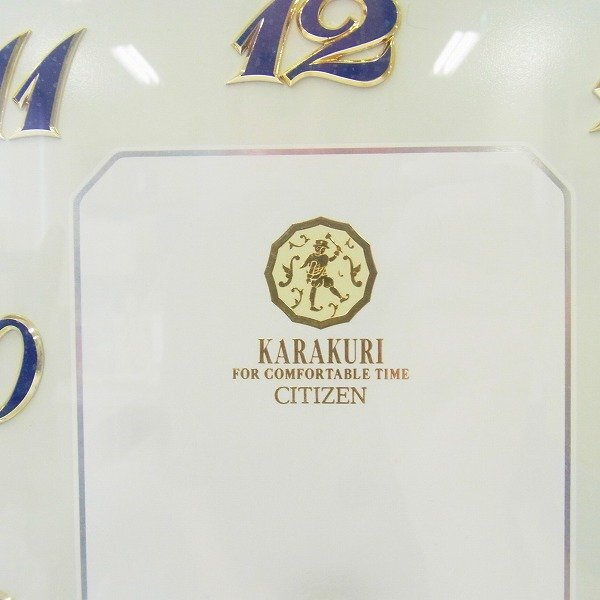 11 12
KARAKURI
FOR COMFORTABLE TIME
CITIZEN